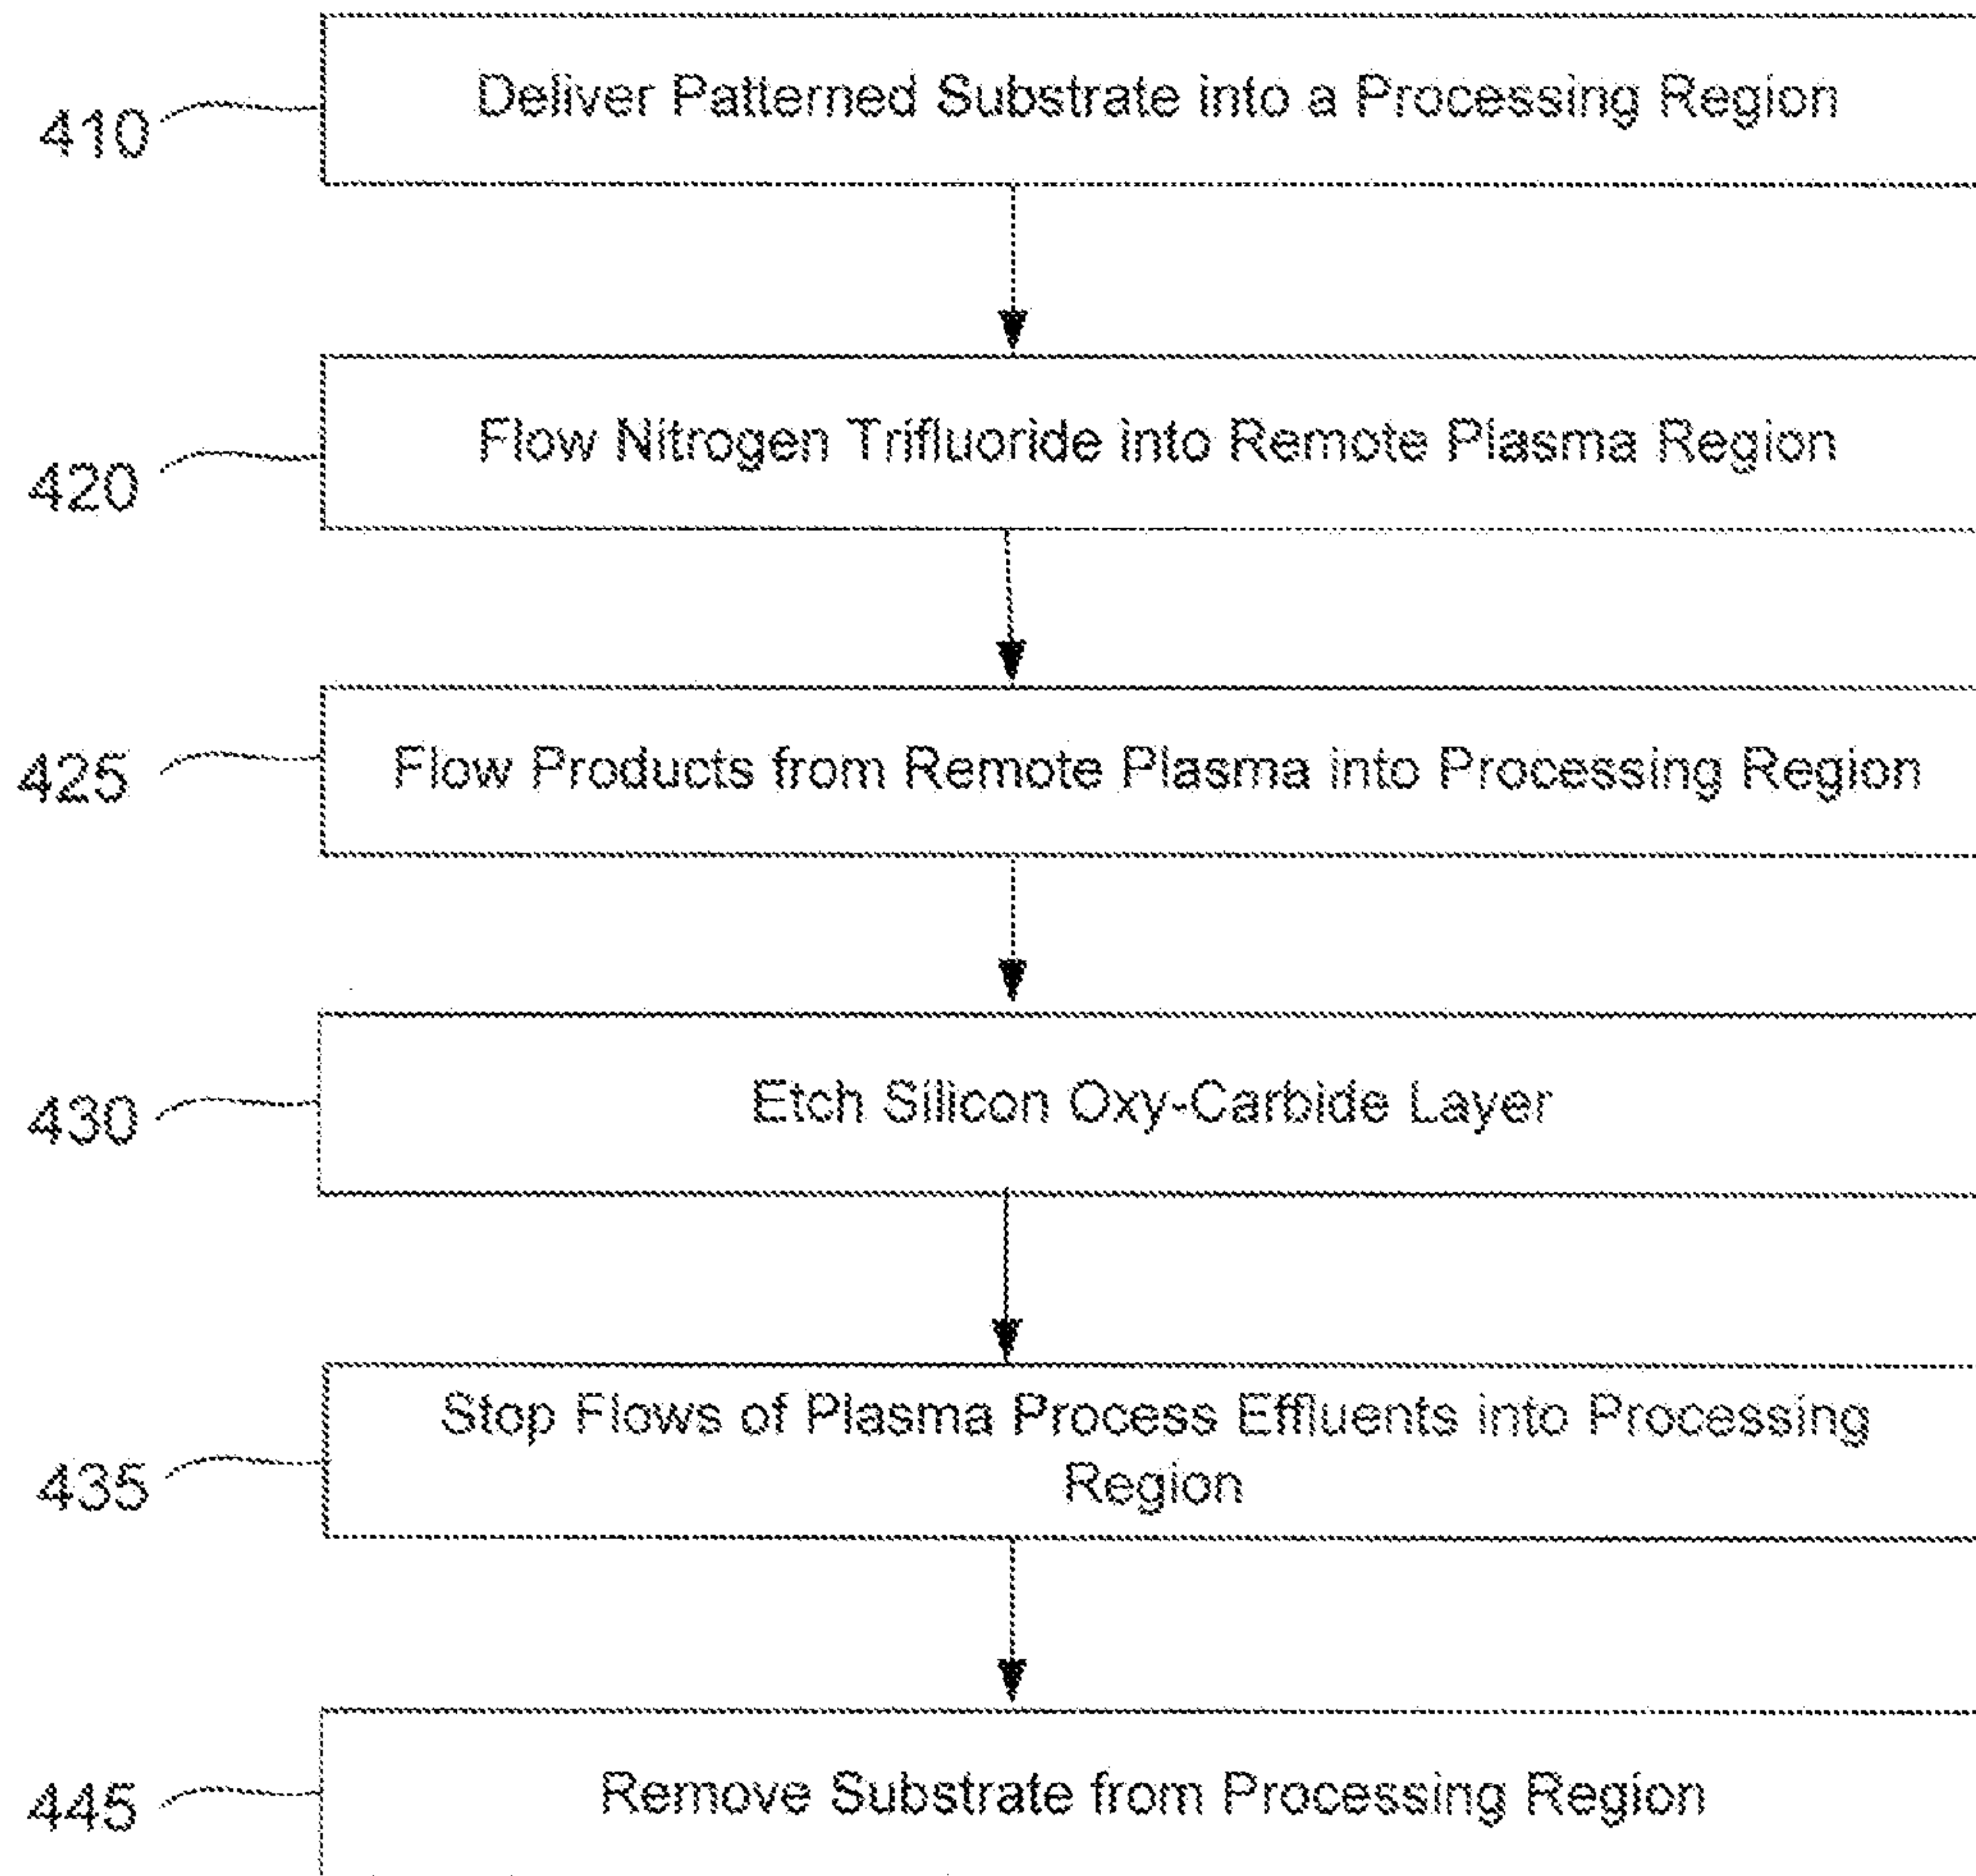 Deliver Patterned Substrate into a Processing Region
410
Flow Nitrogen Trifluoride into Remote Plasma Region
420
Flow Products from Remote Plasma into Processing Region
425
Etch Silicon Oxy-Carbide Layer
430
Stop Flows of Plasma Process Effluents into Processing
Region
435
Remove Substrate from Processing Region
445